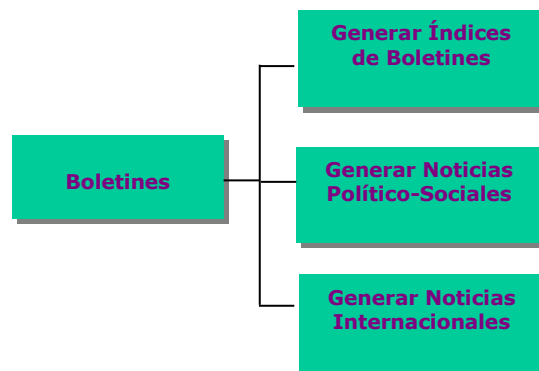 Generar Índices
de Boletines
Boletines
Generar Noticias
Político-Sociales
Generar Noticias
Internacionales